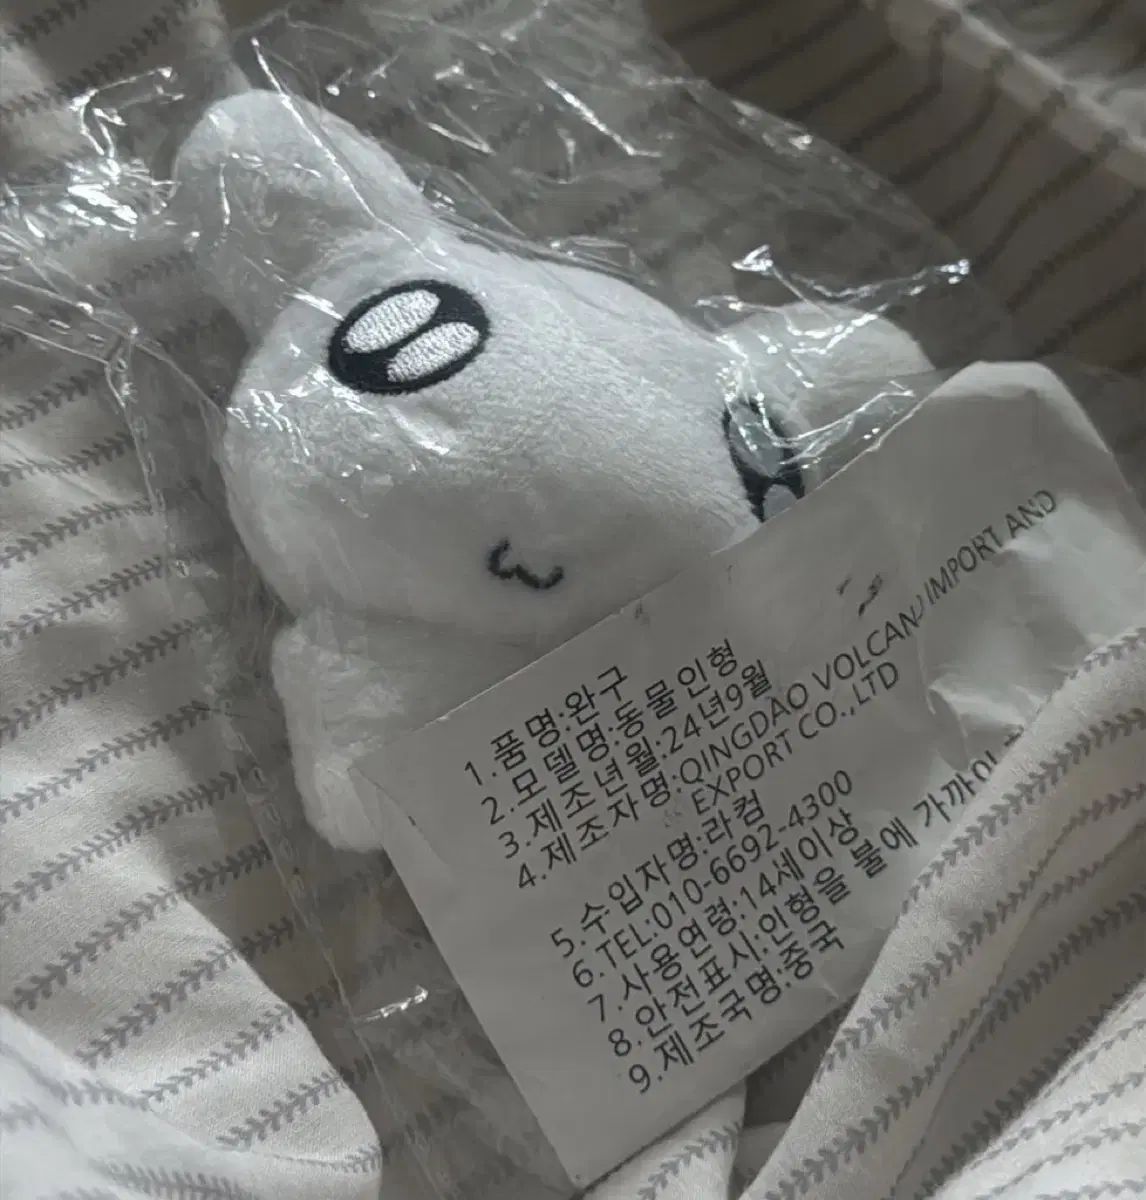 1.품명:완구
2.모델명:동물인형
3.제조년월:24년9월
4.제조자명:QINGDAO VOLCANO IMPORT AND
EXPORT CO.,LTD
5.수입자명:라컴
6.TEL:010-6692-4300
7.사용연령:14세이상
8.안전표시:인형을 불에 가까이
9.제조국명:중국